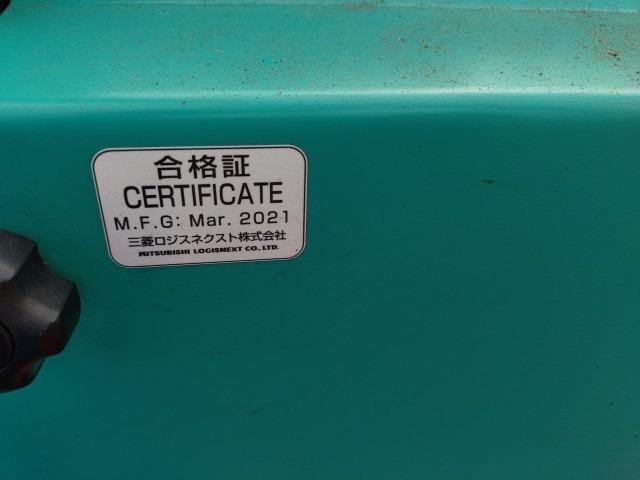 合格証
CERTIFICATE
M.F.G: Mar. 2021
三菱ロジスネクスト株式会社
MITSUBISHI LOGISNEXT CO., LTD.